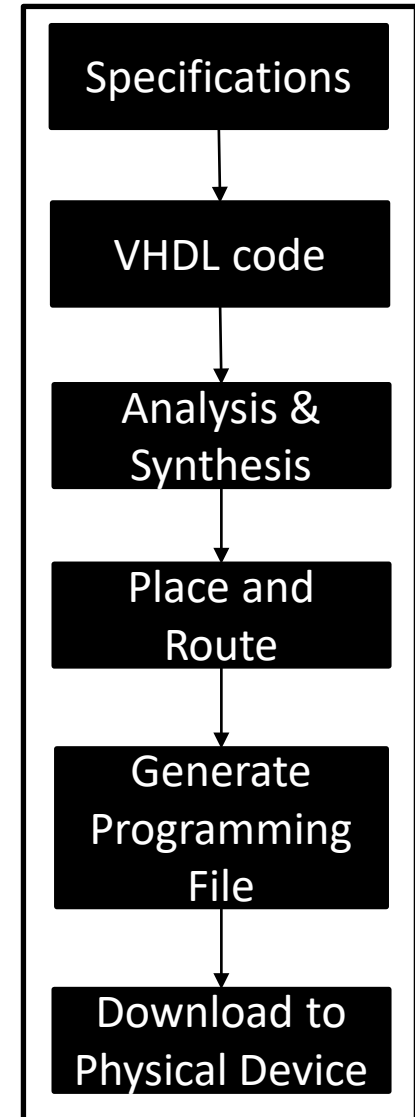 Specifications
VHDL code
Analysis &
Synthesis
Place and
Route
Generate
Programming
File
Download to
Physical Device